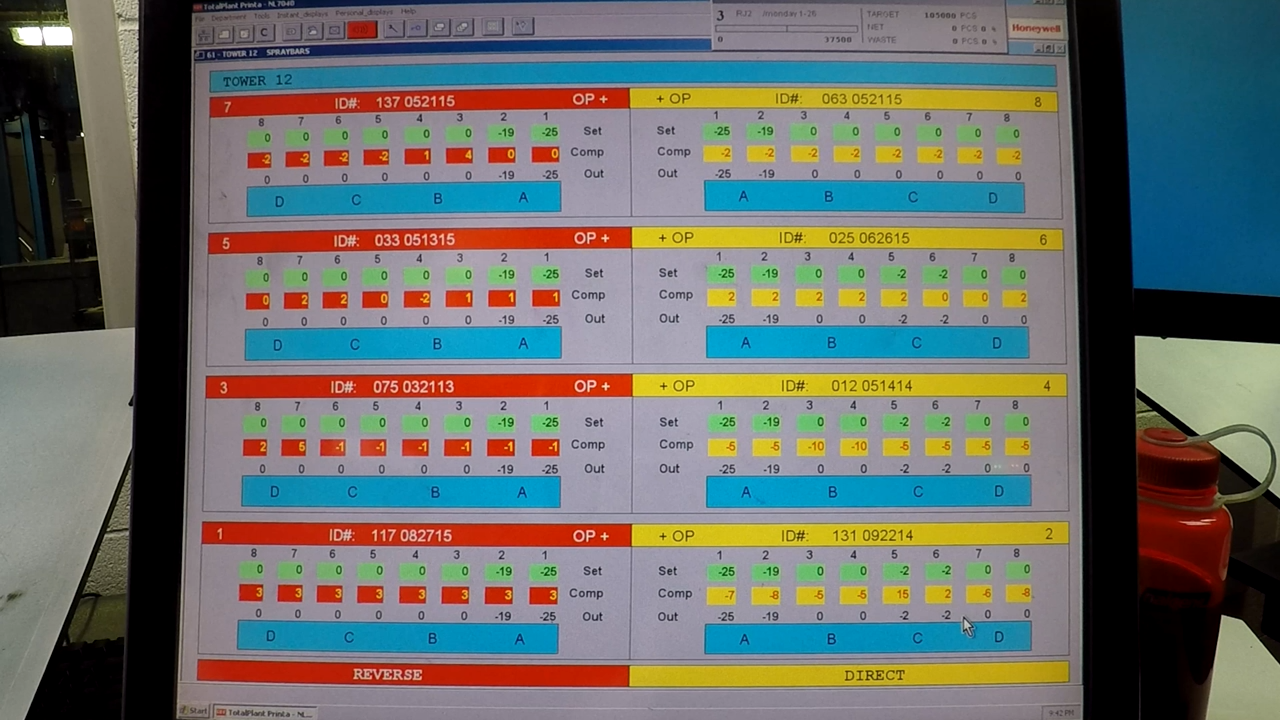 TotalPlant Printa - NL7040
File Department Tools Instant_displays Personal_displays Help
3 RJ2 /monday 1-26
0 37500
TARGET 105000 PCS
NET 0 PCS 0 %
WASTE 0 PCS 0 %
Honeywell
61 - TOWER 12 SPRAYBARS
TOWER 12
7 ID#: 137 052115 OP + + OP ID#: 063 052115 8
8 7 6 5 4 3 2 1 1 2 3 4 5 6 7 8
0 0 0 0 0 0 -19 -25 Set Set -25 -19 0 0 0 0 0 0
-2 -2 -2 -2 1 4 0 0 Comp Comp -2 -2 -2 -2 -2 -2 -2 -2
0 0 0 0 0 0 -19 -25 Out Out -25 -19 0 0 0 0 0 0
D C B A A B C D
5 ID#: 033 051315 OP + + OP ID#: 025 062615 6
8 7 6 5 4 3 2 1 1 2 3 4 5 6 7 8
0 0 0 0 0 0 -19 -25 Set Set -25 -19 0 0 -2 -2 0 0
0 2 2 0 -2 1 1 1 Comp Comp 2 2 2 2 2 0 0 2
0 0 0 0 0 0 -19 -25 Out Out -25 -19 0 0 -2 -2 0 0
D C B A A B C D
3 ID#: 075 032113 OP + + OP ID#: 012 051414 4
8 7 6 5 4 3 2 1 1 2 3 4 5 6 7 8
0 0 0 0 0 0 -19 -25 Set Set -25 -19 0 0 -2 -2 0 0
2 5 -1 -1 -1 -1 -1 -1 Comp Comp -5 -5 -10 -10 -5 -5 -5 -5
0 0 0 0 0 0 -19 -25 Out Out -25 -19 0 0 -2 -2 0 0
D C B A A B C D
1 ID#: 117 082715 OP + + OP ID#: 131 092214 2
8 7 6 5 4 3 2 1 1 2 3 4 5 6 7 8
0 0 0 0 0 0 -19 -25 Set Set -25 -19 0 0 -2 -2 0 0
3 3 3 3 3 3 3 3 Comp Comp -7 -8 -5 -5 15 2 -6 -8
0 0 0 0 0 0 -19 -25 Out Out -25 -19 0 0 -2 -2 0 0
D C B A A B C D
REVERSE DIRECT
Start TotalPlant Printa - NL... 9:42 PM